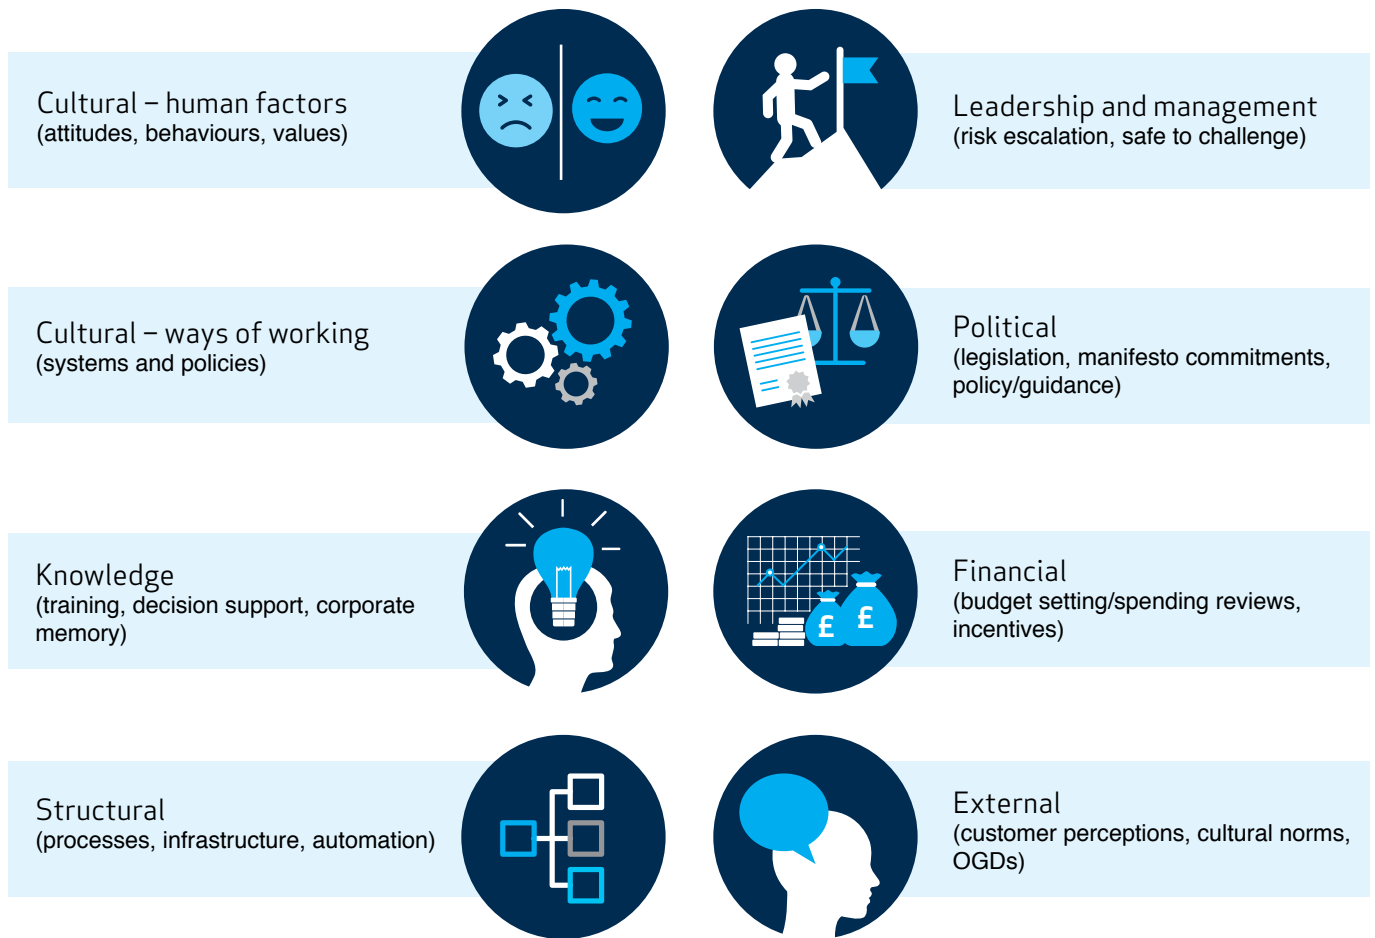 Cultural – human factors
(attitudes, behaviours, values)
Leadership and management
(risk escalation, safe to challenge)
Cultural – ways of working
(systems and policies)
Political
(legislation, manifesto commitments,
policy/guidance)
Knowledge
(training, decision support, corporate
memory)
Financial
(budget setting/spending reviews,
incentives)
£
£
Structural
(processes, infrastructure, automation)
External
(customer perceptions, cultural norms,
OGDs)